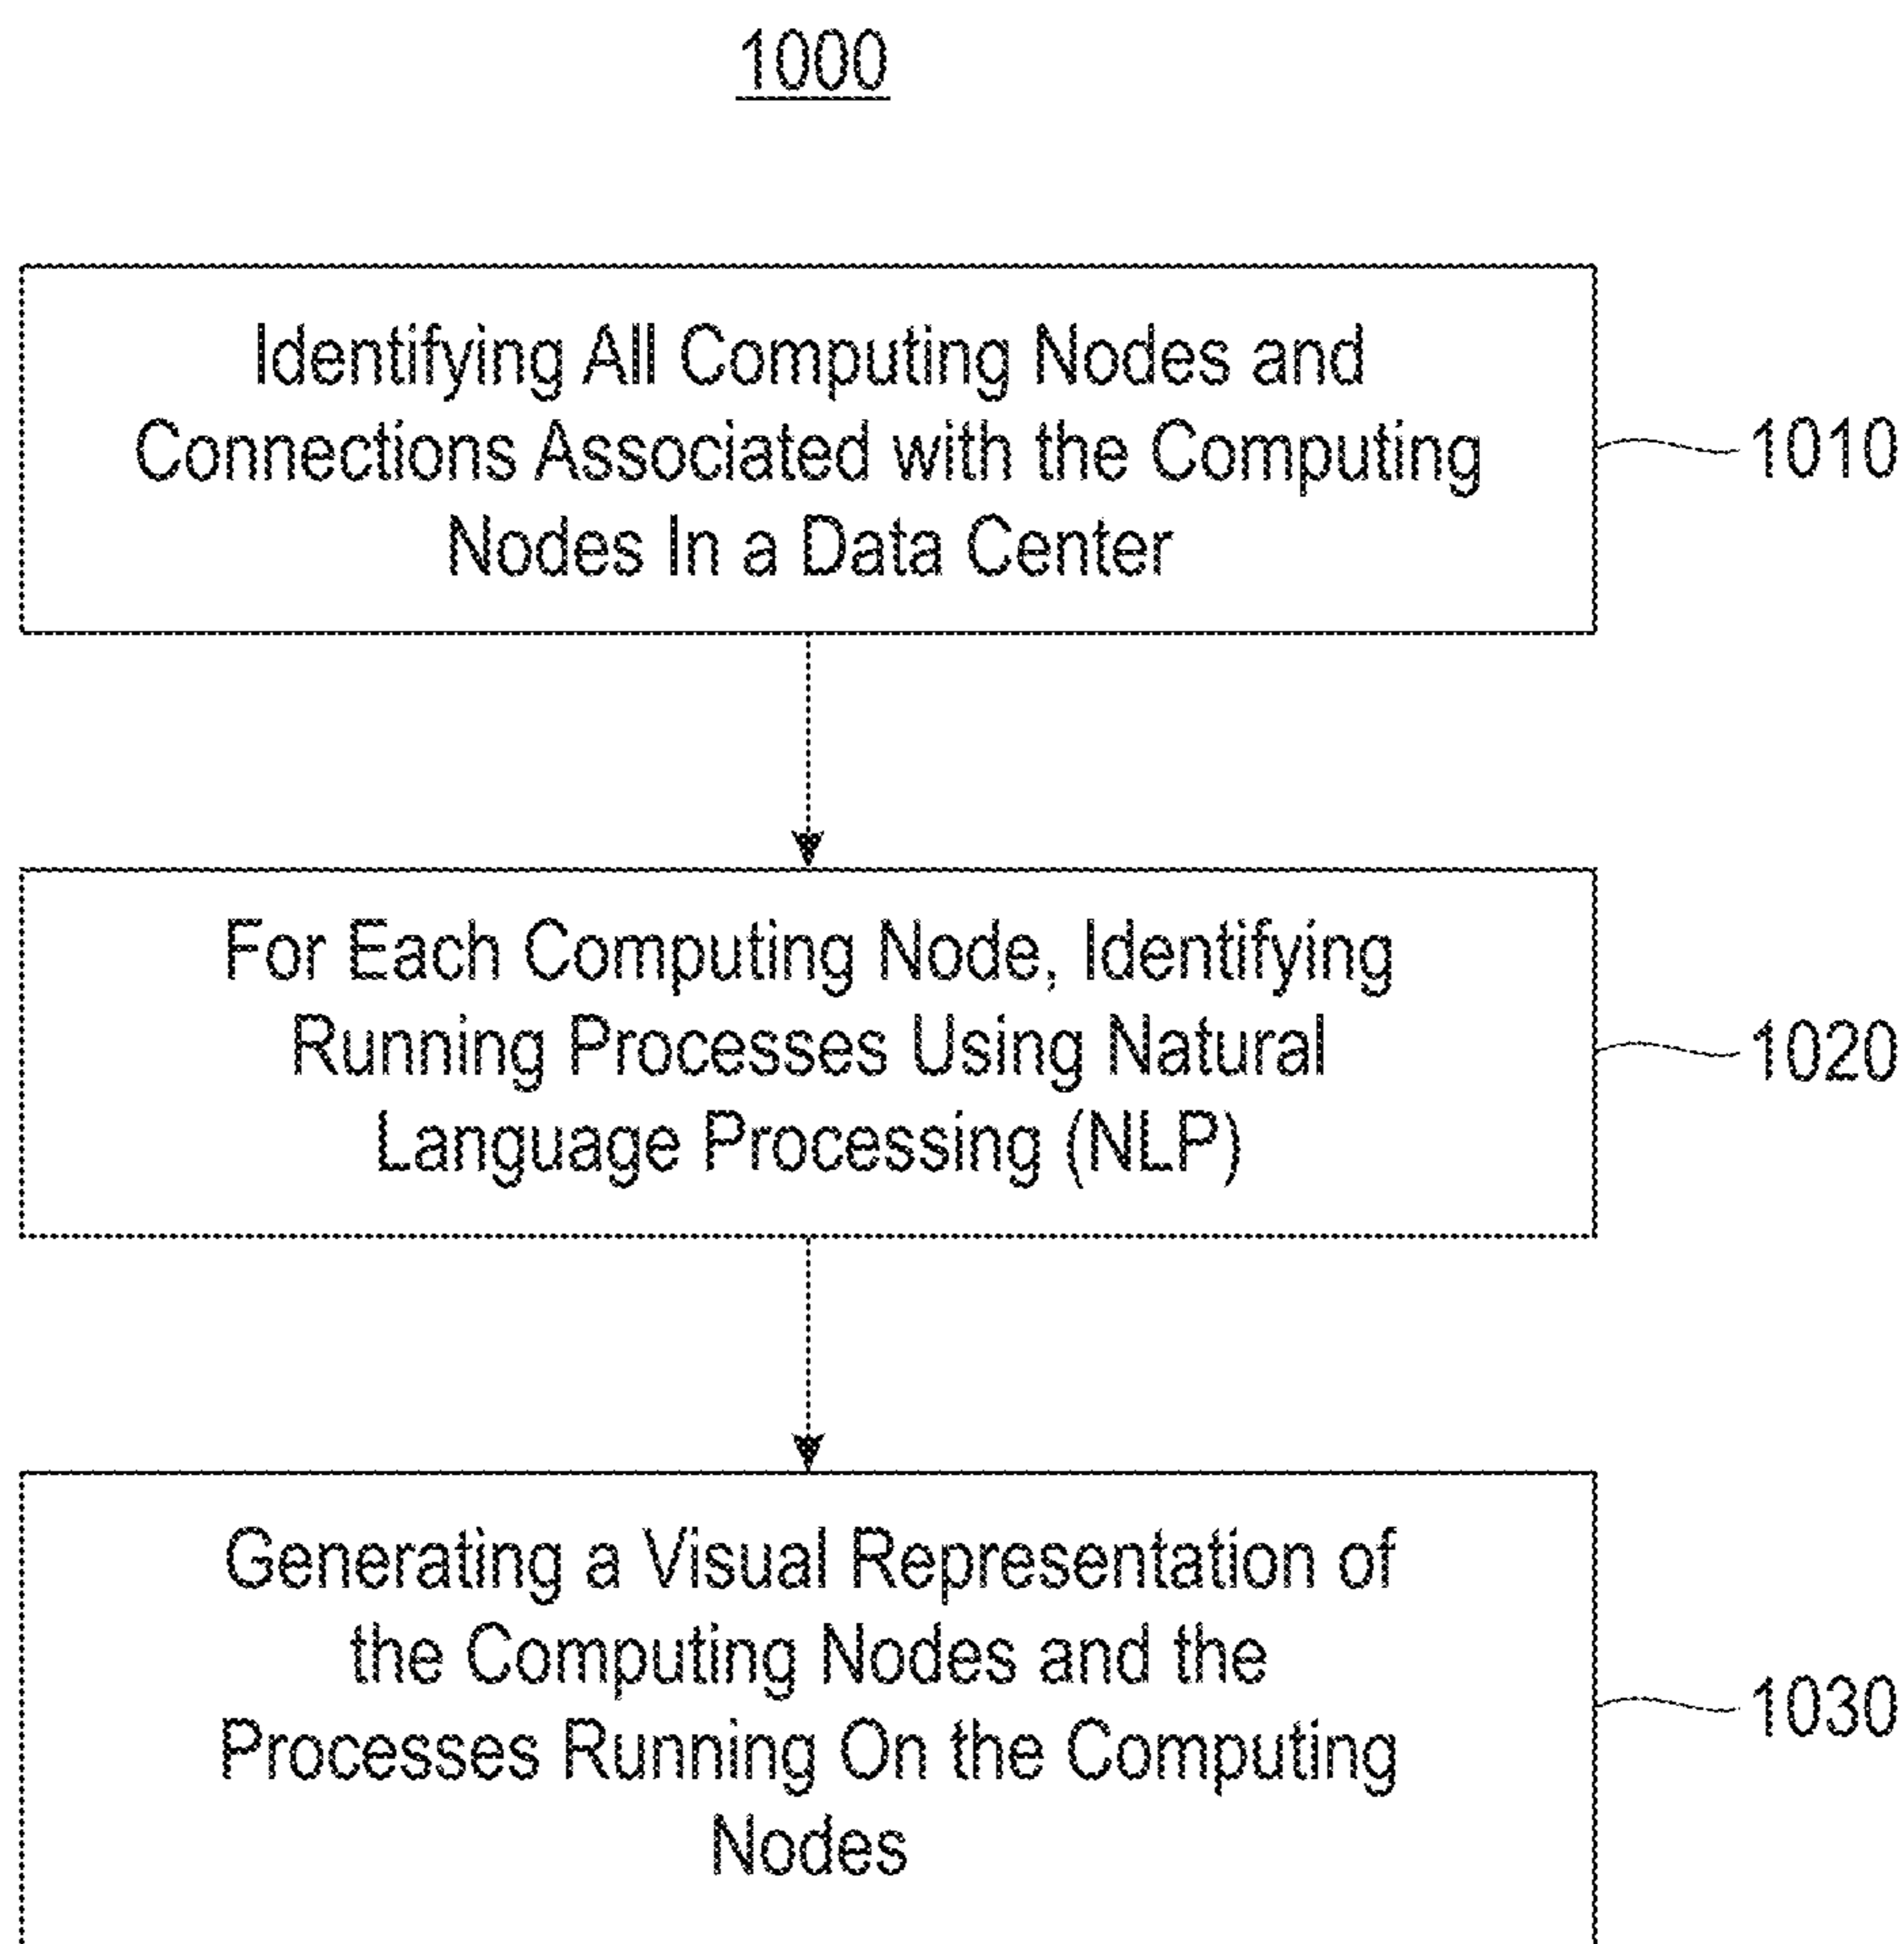 1000
Identifying All Computing Nodes and
Connections Associated with the Computing
Nodes In a Data Center
1010
For Each Computing Node, Identifying
Running Processes Using Natural
Language Processing (NLP)
1020
Generating a Visual Representation of
the Computing Nodes and the
Processes Running On the Computing
Nodes
1030